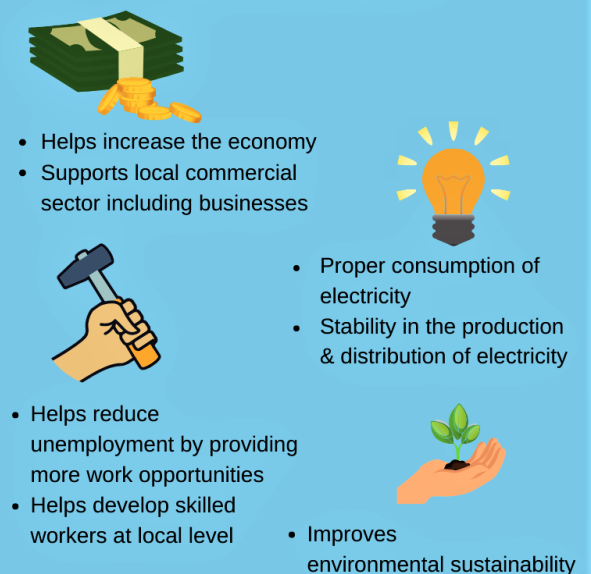 • Helps increase the economy
• Supports local commercial
sector including businesses
• Proper consumption of
electricity
• Stability in the production
& distribution of electricity
• Helps reduce
unemployment by providing
more work opportunities
• Helps develop skilled
workers at local level
• Improves
environmental sustainability